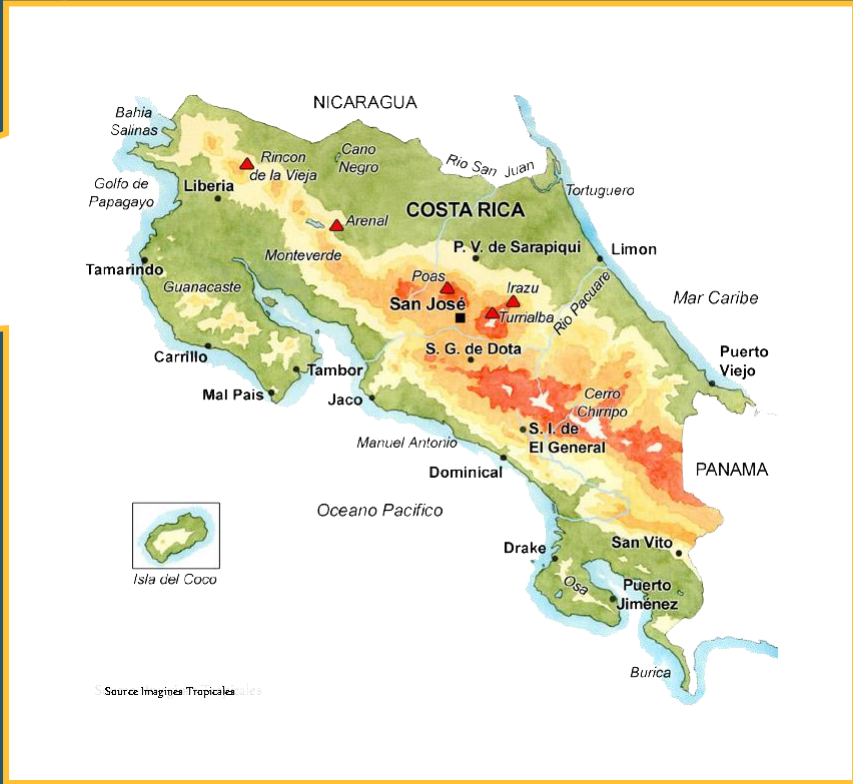 NICARAGUA
Bahia
Salinas
Cano
Negro
Rincon
de la Vieja
Rio San Juan
Golfo de
Papagayo
Liberia
Tortuguero
COSTA RICA
Arenal
P. V. de Sarapiqui
Limon
Monteverde
Tamarindo
Guanacaste
Poas
Irazu
Mar Caribe
San José
Turrialba
Rio Pacuare
Carrillo
S. G. de Dota
Puerto
Viejo
Tambor
Mal Pais
Jaco
Cerro
Chirripo
S. I. de
El General
Manuel Antonio
Dominical
PANAMA
Oceano Pacifico
Drake
San Vito
Isla del Coco
Osa
Puerto
Jiménez
Burica
Source Imagines Tropicales